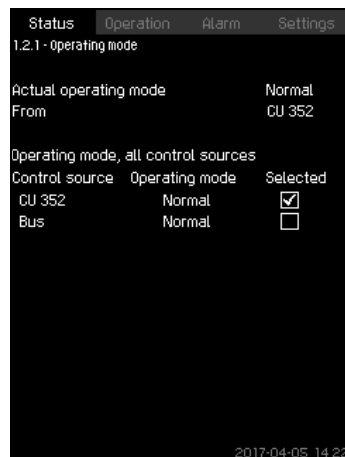 Status Operation Alarm Settings
1.2.1 - Operating mode
Actual operating mode Normal
From CU 352
Operating mode, all control sources
Control source Operating mode Selected
CU 352 Normal
Bus Normal
2017-04-05 14:22